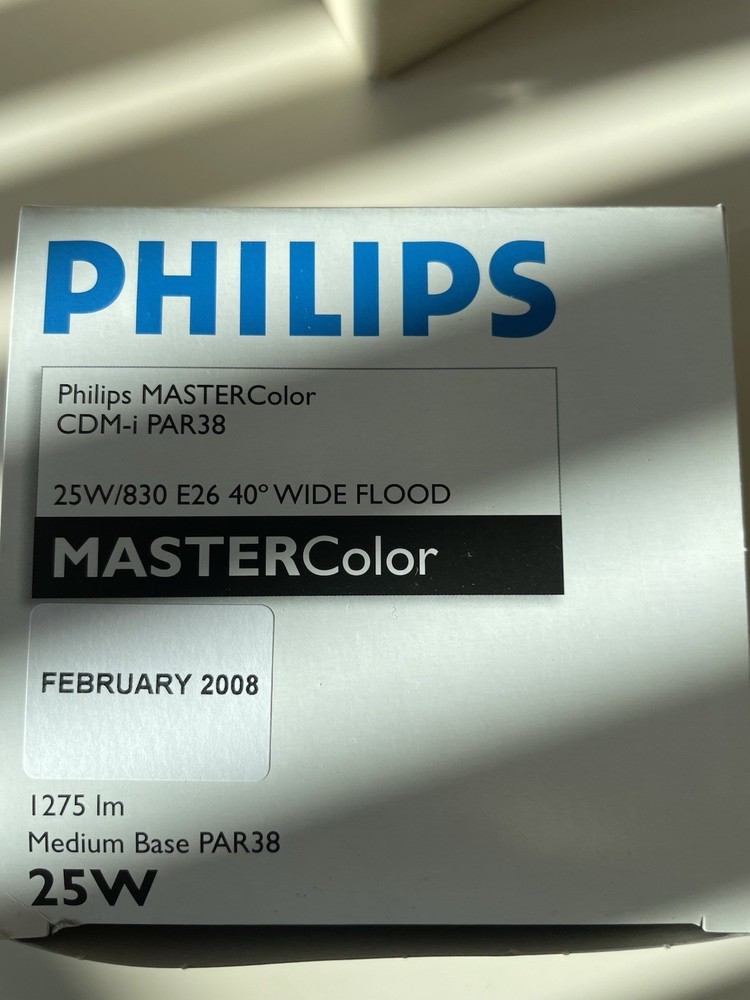 PHILIPS
Philips MASTERColor
CDM-i PAR38
25W/830 E26 40º WIDE FLOOD
MASTERColor
FEBRUARY 2008
1275 lm
Medium Base PAR38
25W